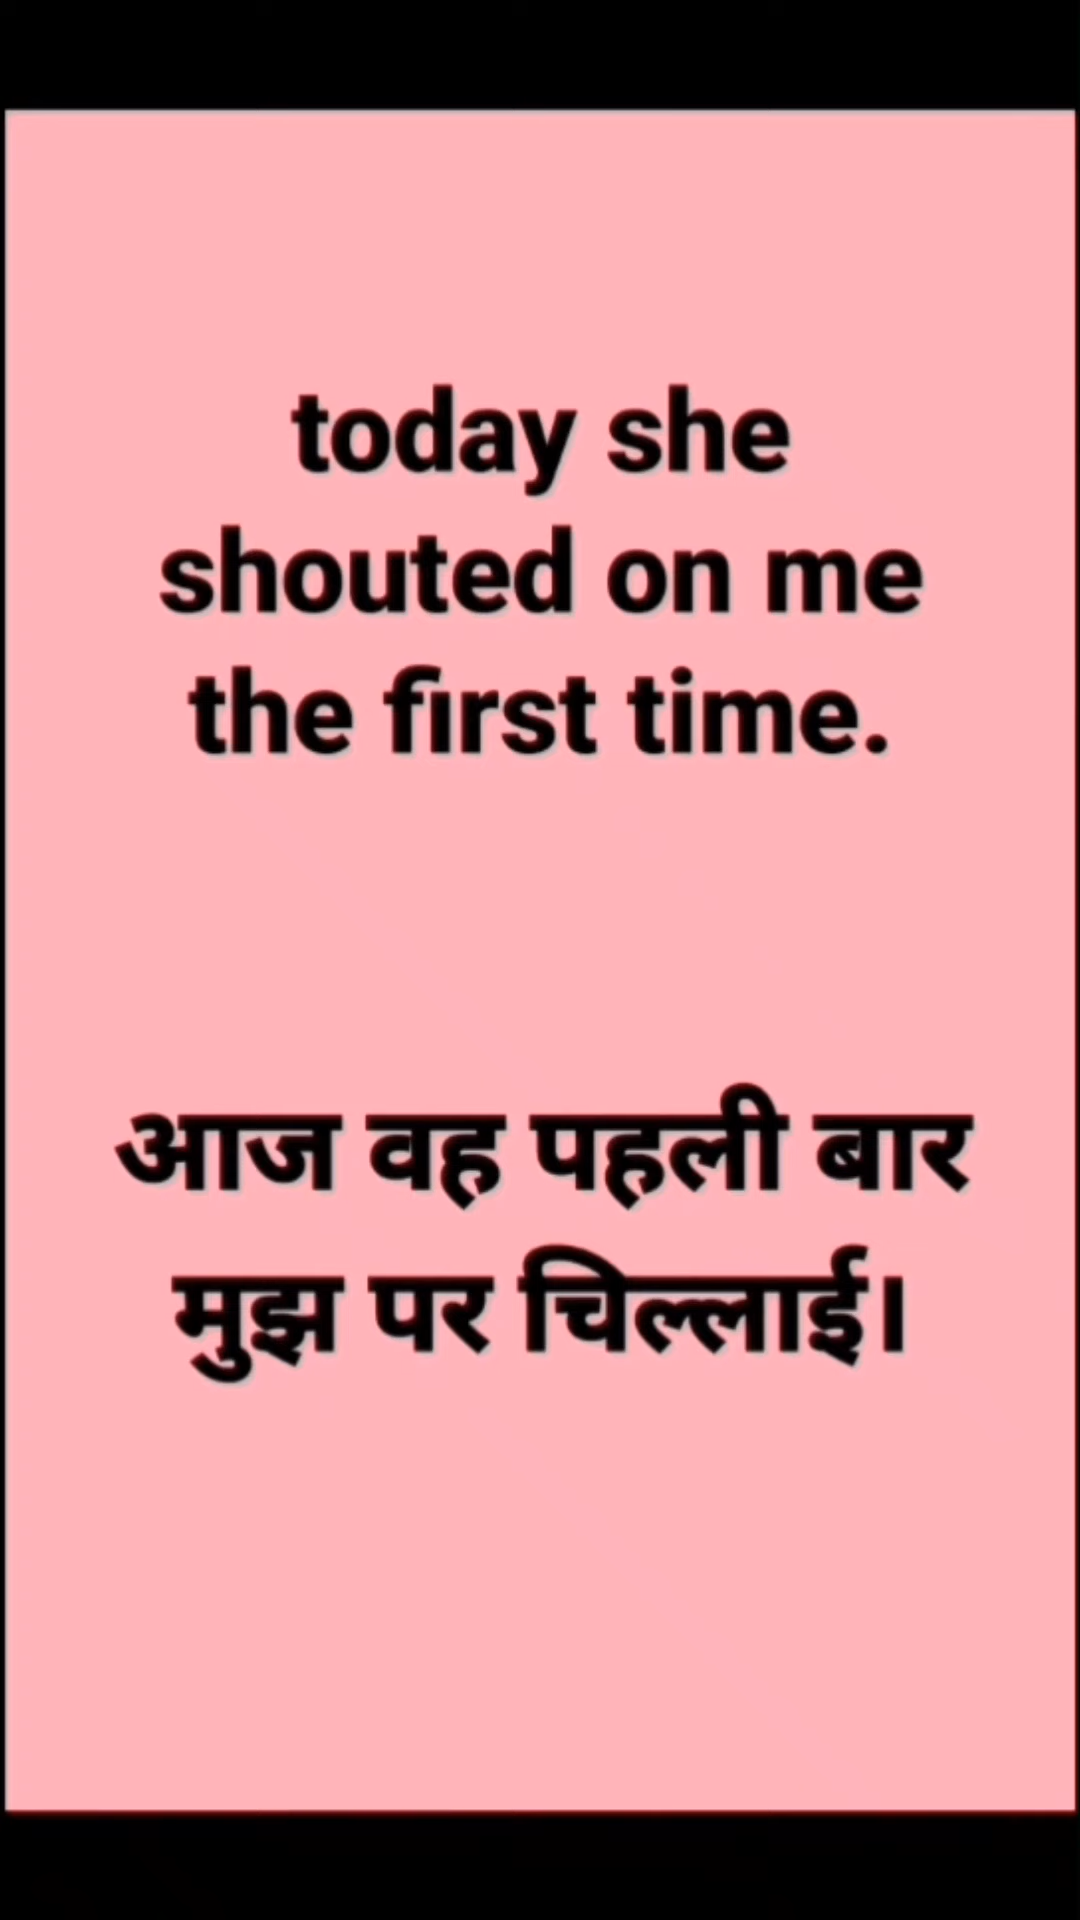 today she
shouted on me
the first time.
आज वह पहली बार
मुझ पर चिल्लाई।